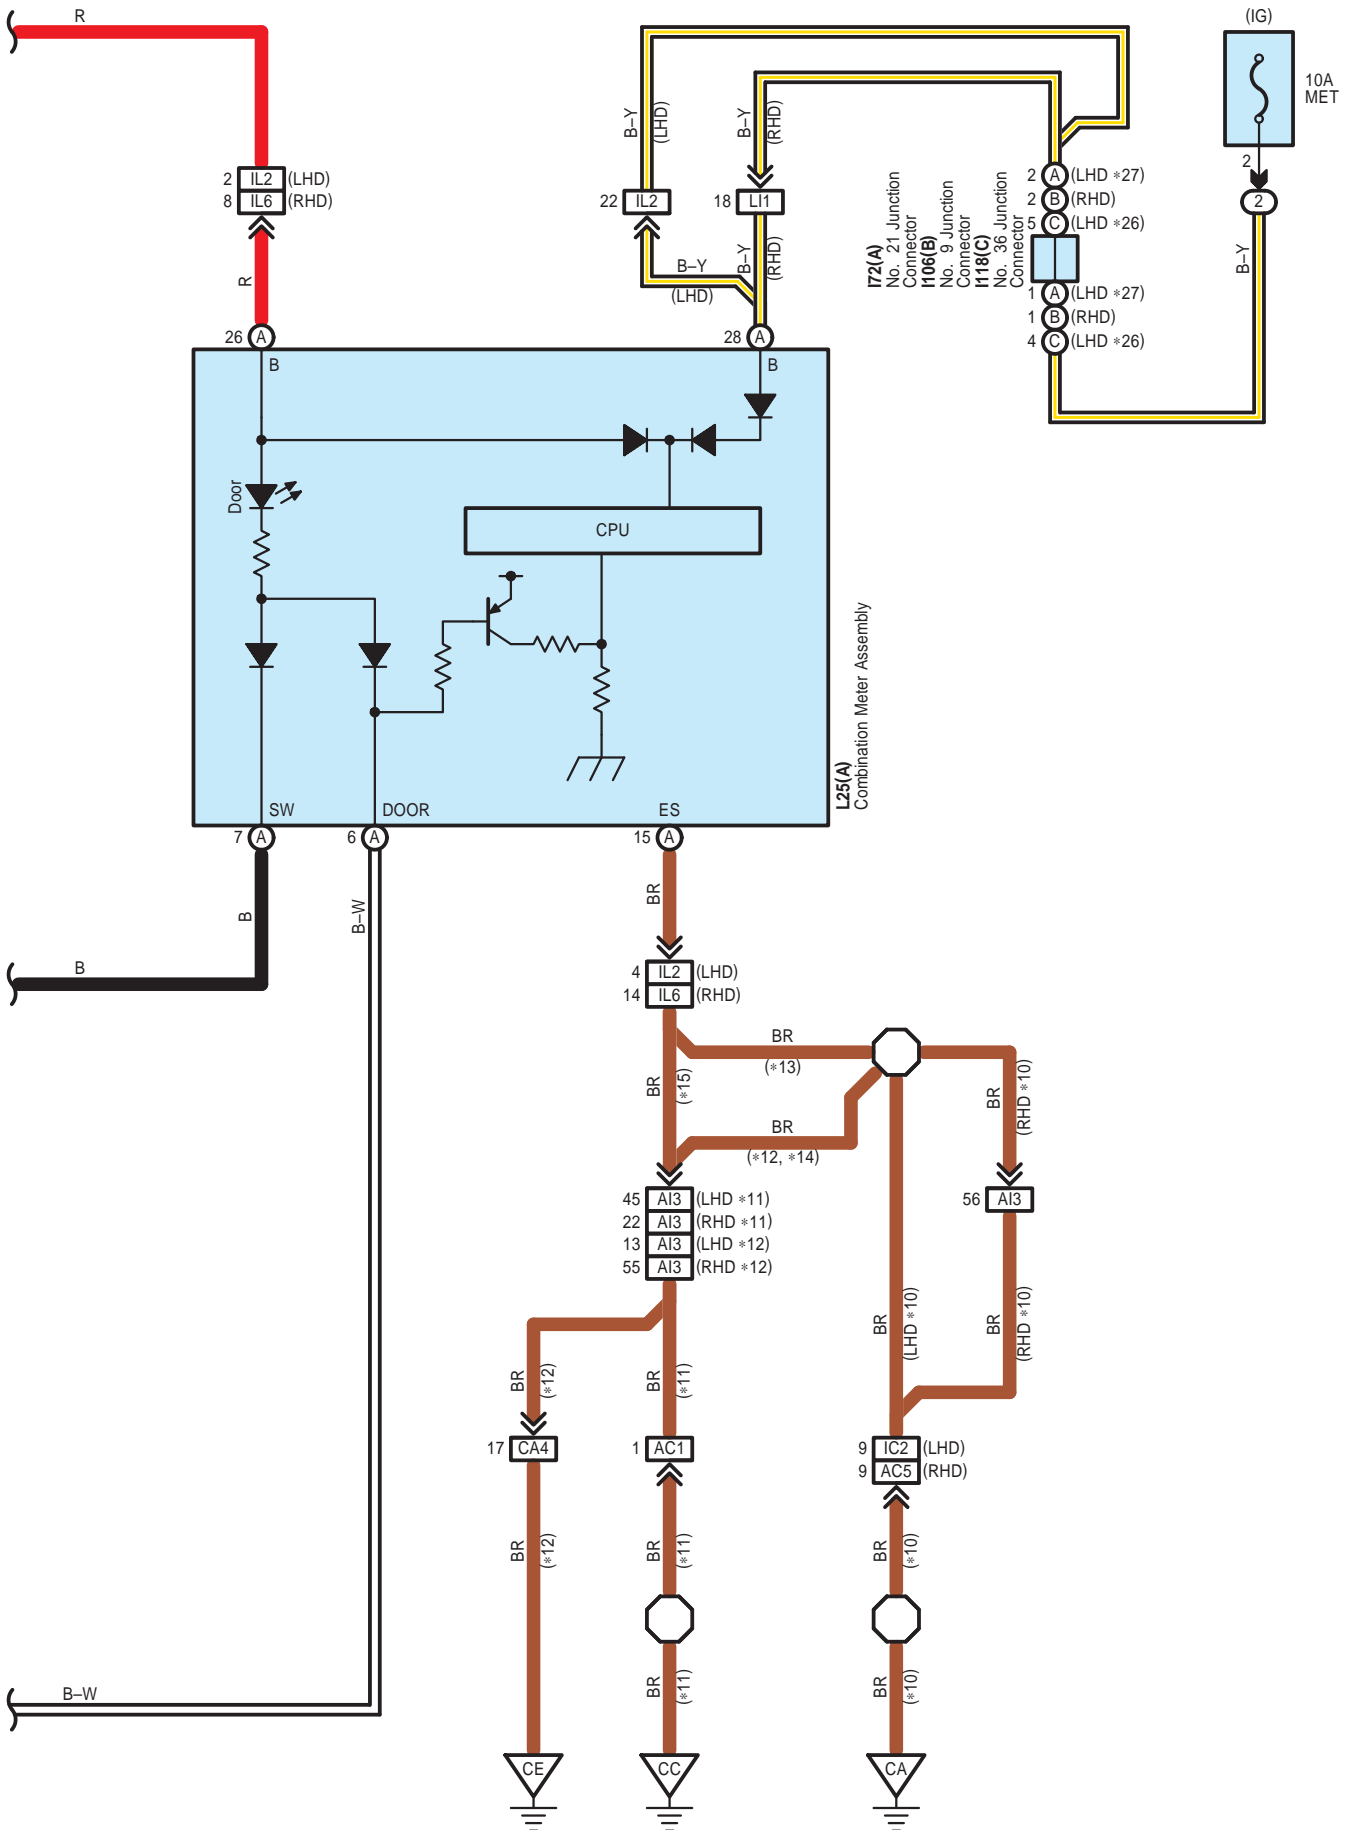 R
(IG)
10A
MET
2
2
B–Y
(LHD)
B–Y
(RHD)
2 IL2 (LHD)
8 IL6 (RHD)
22 IL2
18 LI1
I72(A)
No. 21 Junction
Connector
I106(B)
No. 9 Junction
Connector
I118(C)
No. 36 Junction
Connector
2 A (LHD *27)
2 B (RHD)
5 C (LHD *26)
1 A (LHD *27)
1 B (RHD)
4 C (LHD *26)
B–Y
R
B–Y
(LHD)
B–Y
(RHD)
26 A
28 A
B
B
Door
CPU
L25(A)
Combination Meter Assembly
SW
DOOR
ES
7 A
6 A
15 A
B
B–W
BR
B
4 IL2 (LHD)
14 IL6 (RHD)
BR
(*13)
BR
(*15)
BR
(RHD *10)
BR
(*12, *14)
45 AI3 (LHD *11)
22 AI3 (RHD *11)
13 AI3 (LHD *12)
55 AI3 (RHD *12)
56 AI3
BR
(LHD *10)
BR
(RHD *10)
BR
(*12)
BR
(*11)
17 CA4
1 AC1
9 IC2 (LHD)
9 AC5 (RHD)
BR
(*12)
BR
(*11)
BR
(*10)
BR
(*11)
BR
(*10)
B–W
CE
CC
CA